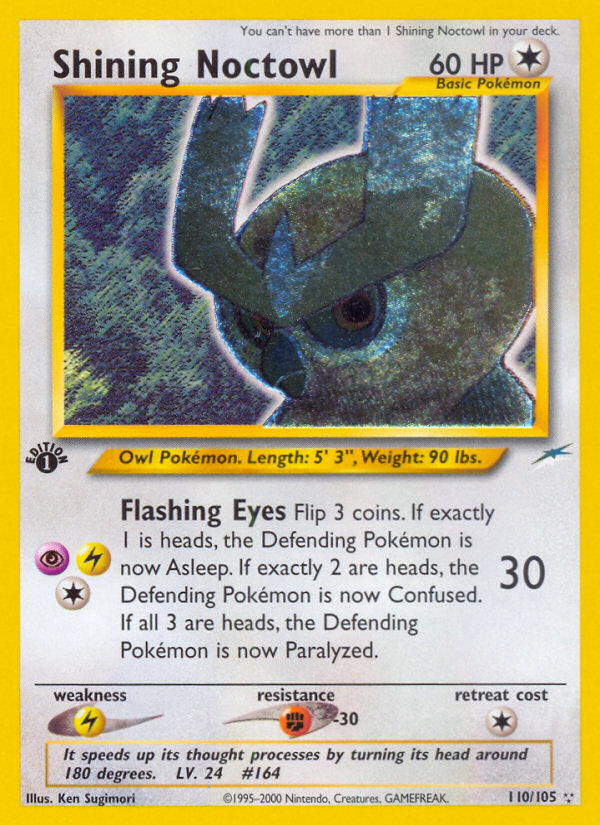 You can't have more than 1 Shining Noctowl in your deck.
Shining Noctowl
60 HP
Basic Pokémon
EDITION
1
Owl Pokémon. Length: 5' 3", Weight: 90 lbs.
Flashing Eyes Flip 3 coins. If exactly
1 is heads, the Defending Pokémon is
now Asleep. If exactly 2 are heads, the
Defending Pokémon is now Confused.
If all 3 are heads, the Defending
Pokémon is now Paralyzed.
30
weakness resistance retreat cost
-30
It speeds up its thought processes by turning its head around
180 degrees. LV. 24 #164
Illus. Ken Sugimori ©1995-2000 Nintendo, Creatures, GAMEFREAK. 110/105